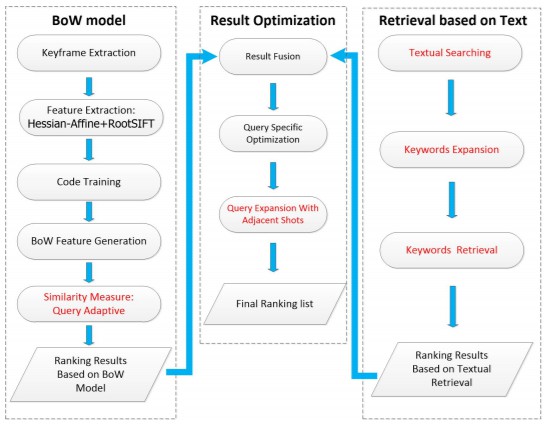 BoW model
Keyframe Extraction
Feature Extraction:
Hessian-Affine+RootSIFT
Code Training
BoW Feature Generation
Similarity Measure:
Query Adaptive
Ranking Results
Based on BoW
Model
Result Optimization
Result Fusion
Query Specific
Optimization
Query Expansion With
Adjacent Shots
Final Ranking list
Retrieval based on Text
Textual Searching
Keywords Expansion
Keywords Retrieval
Ranking Results
Based on Textual
Retrieval